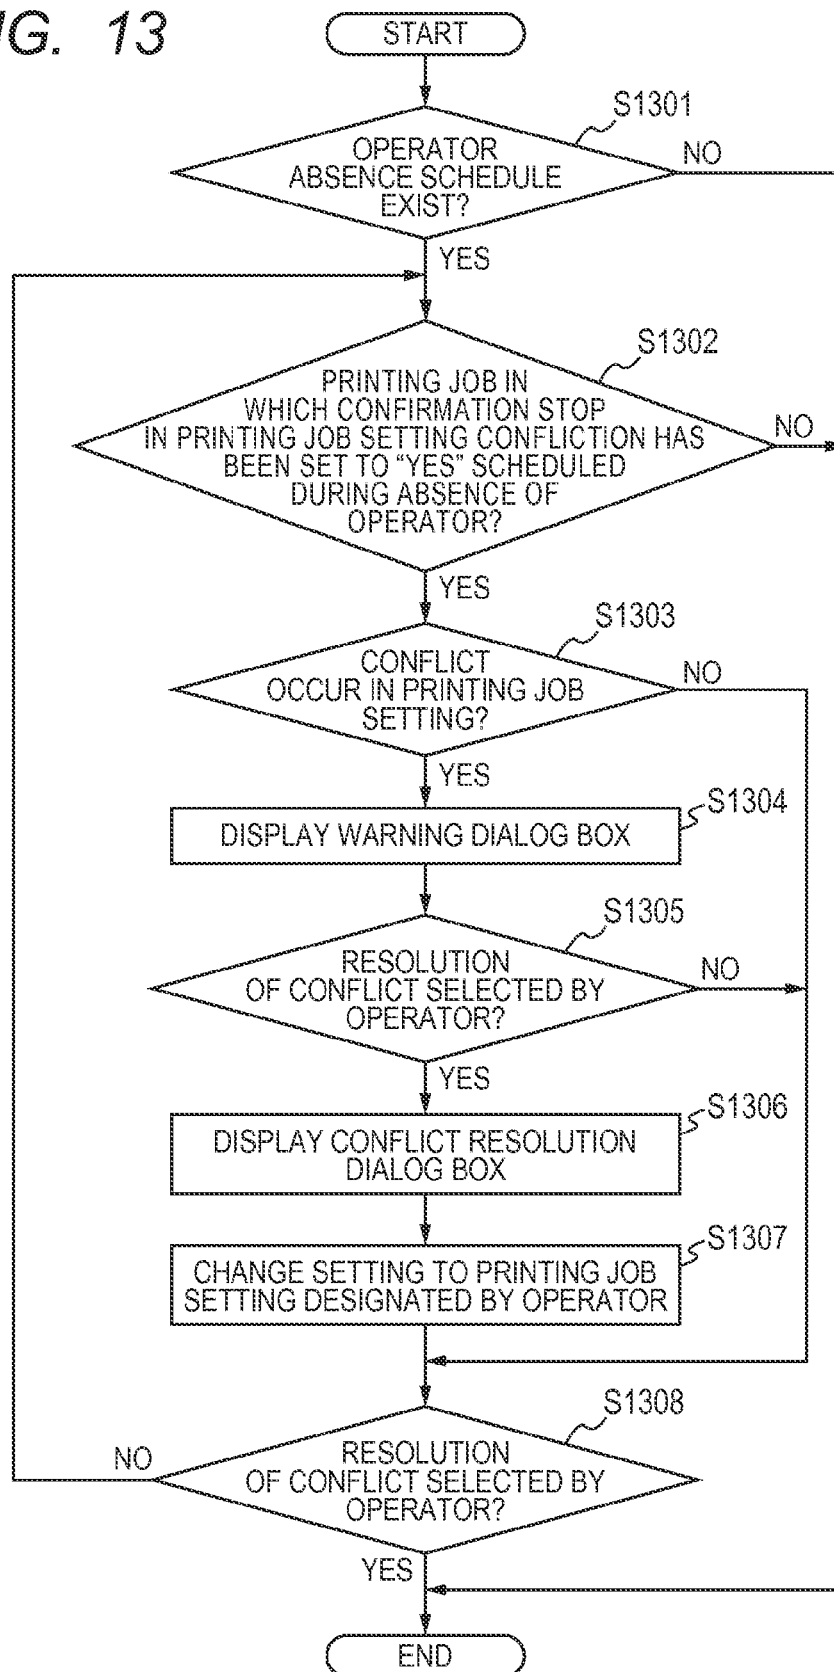 IG. 13
START
S1301
OPERATOR
ABSENCE SCHEDULE
EXIST?
NO
YES
S1302
PRINTING JOB IN
WHICH CONFIRMATION STOP
IN PRINTING JOB SETTING CONFLICTION HAS
BEEN SET TO “YES” SCHEDULED
DURING ABSENCE OF
OPERATOR?
NO
YES
S1303
CONFLICT
OCCUR IN PRINTING JOB
SETTING?
NO
YES
S1304
DISPLAY WARNING DIALOG BOX
S1305
RESOLUTION
OF CONFLICT SELECTED BY
OPERATOR?
NO
YES
S1306
DISPLAY CONFLICT RESOLUTION
DIALOG BOX
S1307
CHANGE SETTING TO PRINTING JOB
SETTING DESIGNATED BY OPERATOR
S1308
RESOLUTION
OF CONFLICT SELECTED BY
OPERATOR?
NO
YES
END